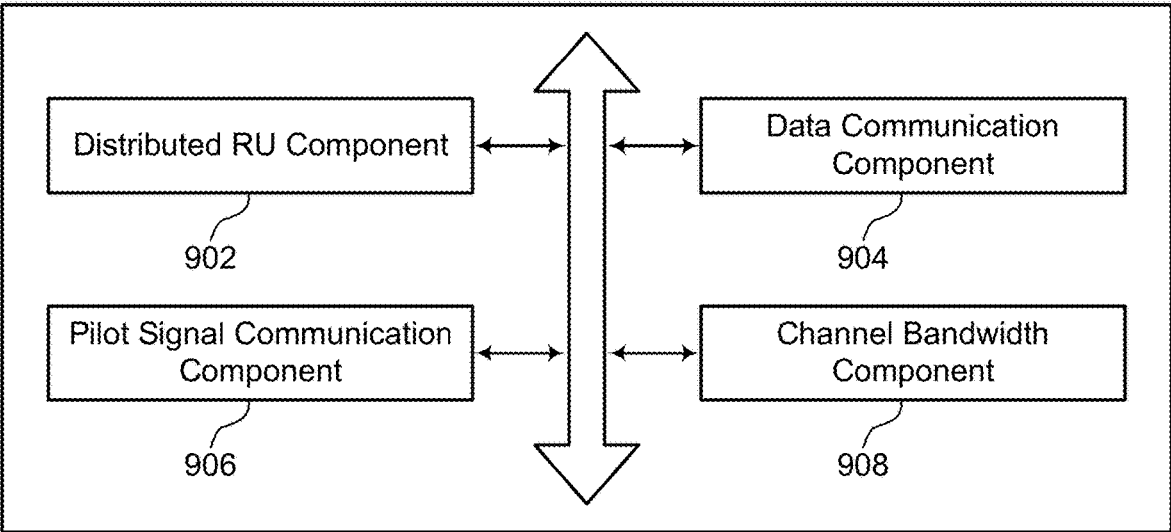 Distributed RU Component
902
Data Communication
Component
904
Pilot Signal Communication
Component
906
Channel Bandwidth
Component
908